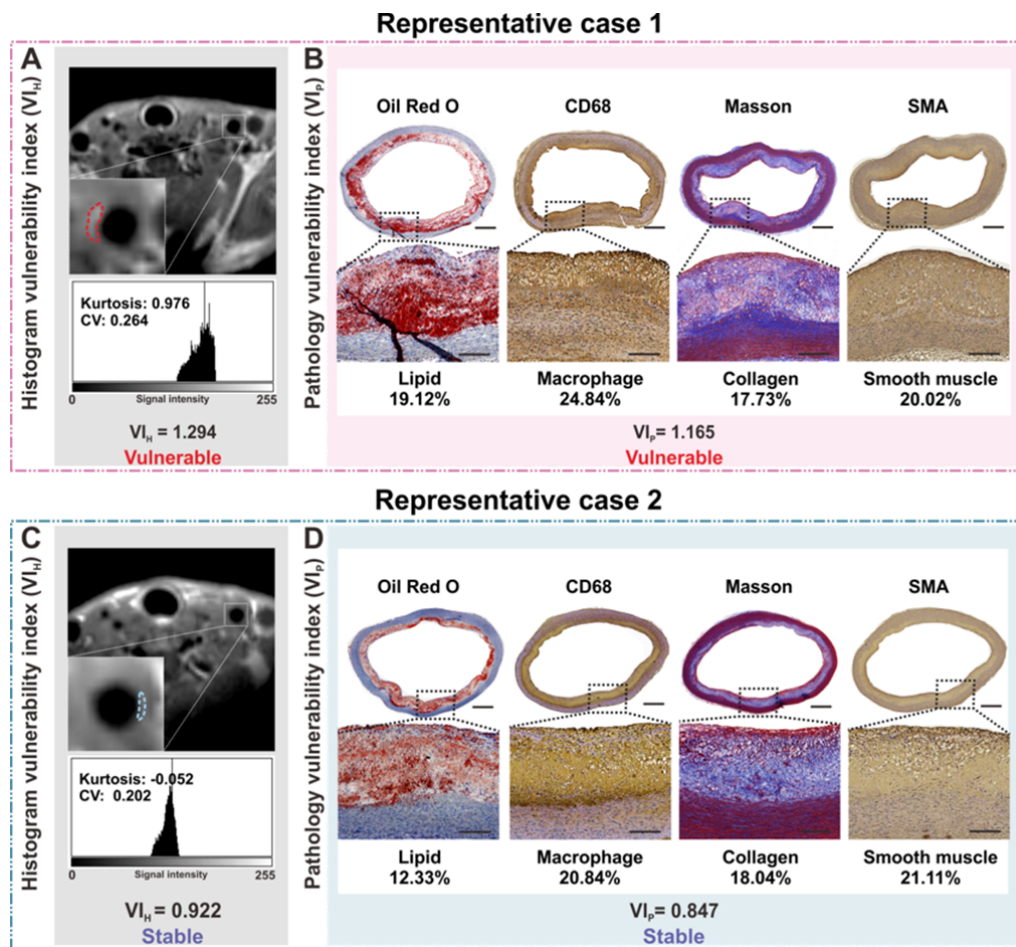 Representative case 1
A
Histogram vulnerability index (VI_H)
Kurtosis: 0.976
CV: 0.264
0
Signal intensity
255
VI_H = 1.294
Vulnerable
B
Pathology vulnerability index (VI_P)
Oil Red O
CD68
Masson
SMA
Lipid
19.12%
Macrophage
24.84%
Collagen
17.73%
Smooth muscle
20.02%
VI_P= 1.165
Vulnerable
Representative case 2
C
Histogram vulnerability index (VI_H)
Kurtosis: -0.052
CV: 0.202
0
Signal intensity
255
VI_H = 0.922
Stable
D
Pathology vulnerability index (VI_P)
Oil Red O
CD68
Masson
SMA
Lipid
12.33%
Macrophage
20.84%
Collagen
18.04%
Smooth muscle
21.11%
VI_P= 0.847
Stable